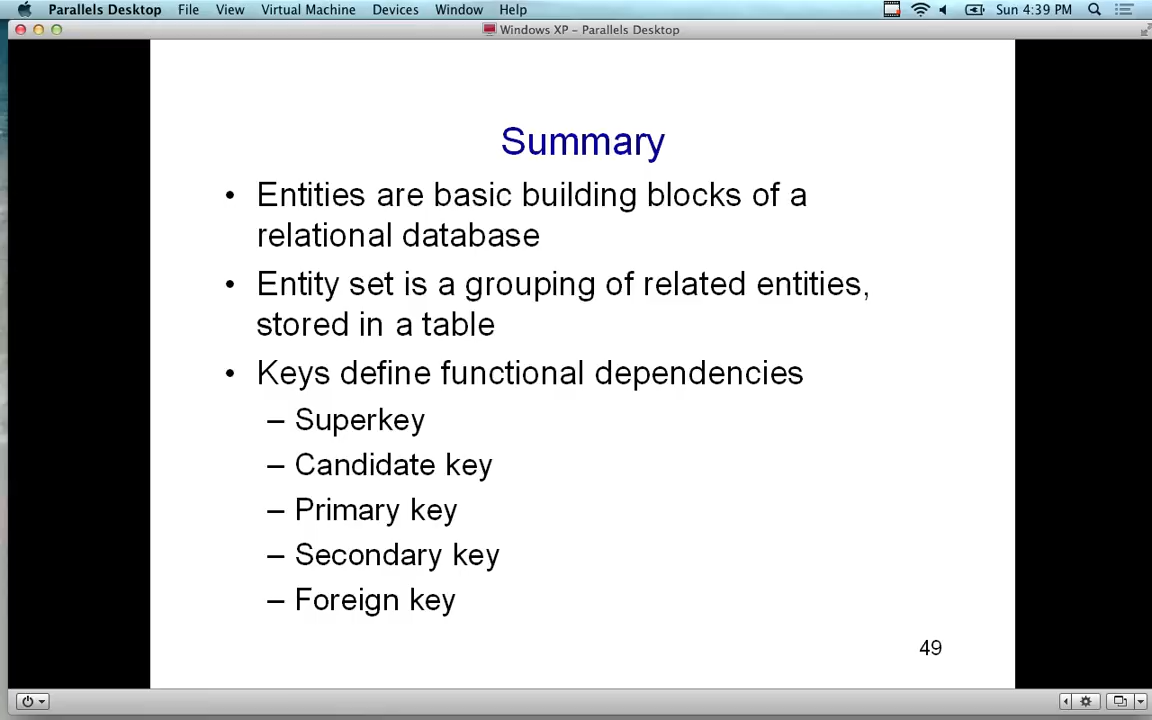 Parallels Desktop File View Virtual Machine Devices Window Help Sun 4:39 PM
Windows XP – Parallels Desktop
Summary
• Entities are basic building blocks of a
relational database
• Entity set is a grouping of related entities,
stored in a table
• Keys define functional dependencies
– Superkey
– Candidate key
– Primary key
– Secondary key
– Foreign key
49